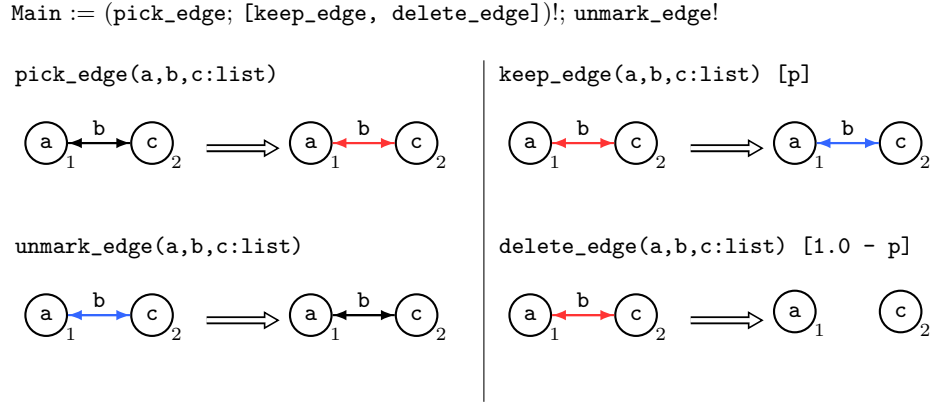 Main := (pick_edge; [keep_edge, delete_edge])!; unmark_edge!
pick_edge(a,b,c:list)
a b c a b c
1 2 1 2
unmark_edge(a,b,c:list)
a b c a b c
1 2 1 2
keep_edge(a,b,c:list) [p]
a b c a b c
1 2 1 2
delete_edge(a,b,c:list) [1.0 - p]
a b c a c
1 2 1 2